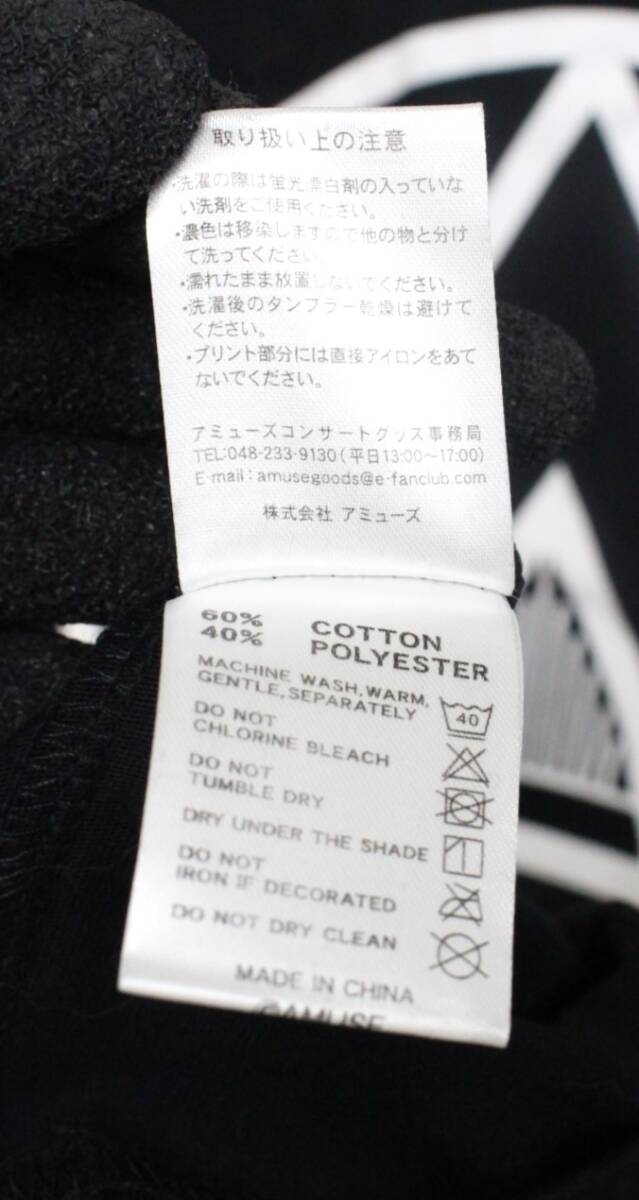 取り扱い上の注意
・洗濯の際は蛍光漂白剤の入っていな
い洗剤をご使用ください。
・濃色は移染しますので他の物と分け
て洗ってください。
・濡れたまま放置しないでください。
・洗濯後のタンブラー乾燥は避けて
ください。
・プリント部分には直接アイロンをあて
ないでください。
アミューズコンサートグッズ事務局
TEL:048-233-9130(平日13:00~17:00)
E-mail:amusegoods@e-fanclub.com
株式会社 アミューズ
60% COTTON
40% POLYESTER
MACHINE WASH,WARM,
GENTLE,SEPARATELY
40
DO NOT
CHLORINE BLEACH
DO NOT
TUMBLE DRY
DRY UNDER THE SHADE
DO NOT
IRON IF DECORATED
DO NOT DRY CLEAN
MADE IN CHINA
©AMUSE